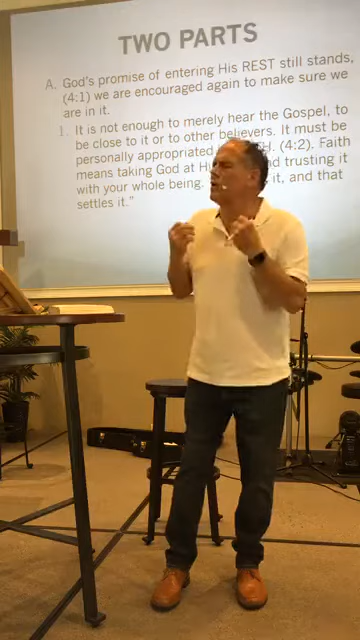 TWO PARTS
A. God's promise of entering His REST still stands,
(4:1) we are encouraged again to make sure we
are in it.
1. It is not enough to merely hear the Gospel, to
be close to it or to other believers. It must be
personally appropriated H. (4:2). Faith
means taking God at nd trusting it
with your whole being. it, and that
settles it."